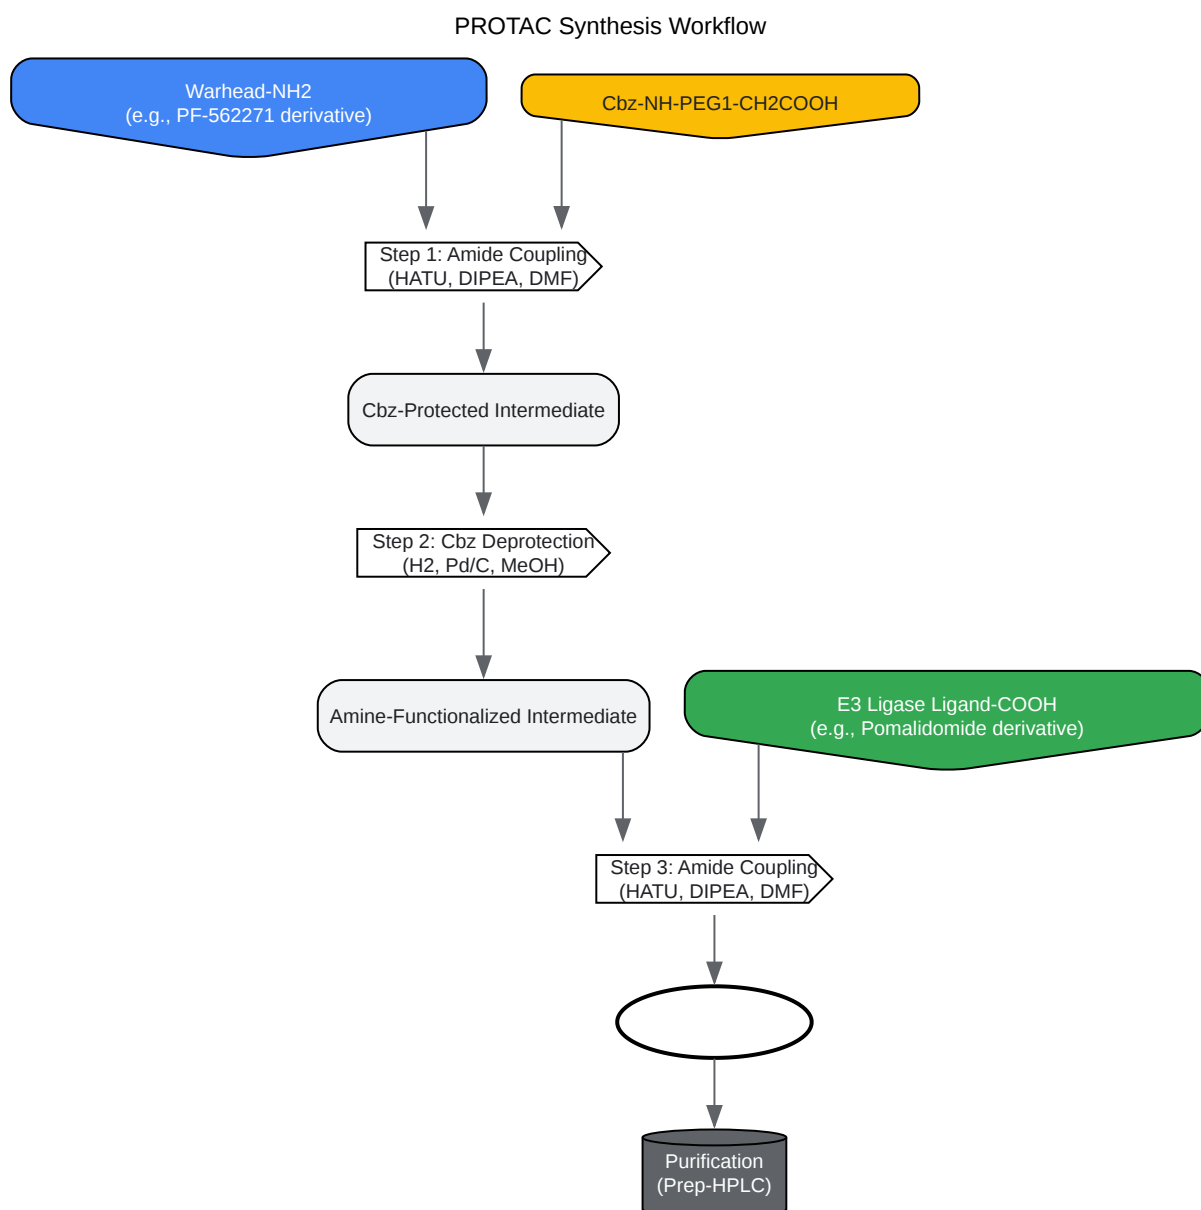 PROTAC Synthesis Workflow
Warhead-NH2
(e.g., PF-562271 derivative)
Cbz-NH-PEG1-CH2COOH
Step 1: Amide Coupling
(HATU, DIPEA, DMF)
Cbz-Protected Intermediate
Step 2: Cbz Deprotection
(H2, Pd/C, MeOH)
Amine-Functionalized Intermediate
E3 Ligase Ligand-COOH
(e.g., Pomalidomide derivative)
Step 3: Amide Coupling
(HATU, DIPEA, DMF)
Purification
(Prep-HPLC)